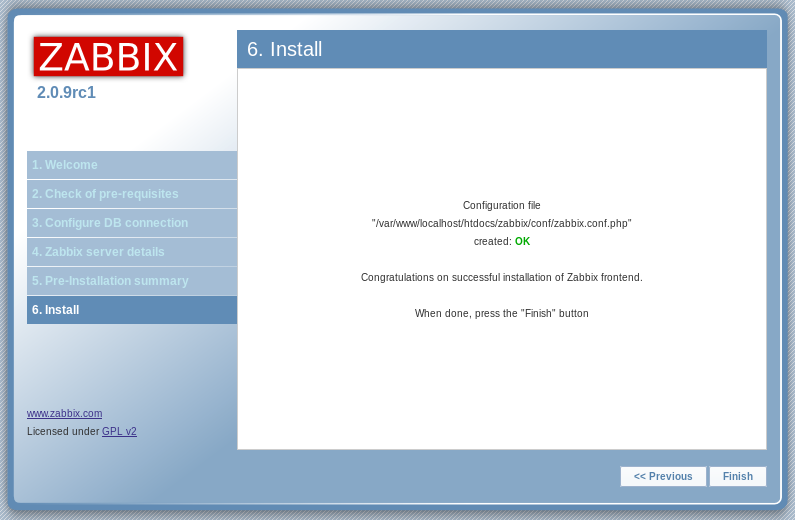 ZABBIX
2.0.9rc1
1. Welcome
2. Check of pre-requisites
3. Configure DB connection
4. Zabbix server details
5. Pre-Installation summary
6. Install
www.zabbix.com
Licensed under GPL v2
6. Install
Configuration file
"/var/www/localhost/htdocs/zabbix/conf/zabbix.conf.php"
created: OK
Congratulations on successful installation of Zabbix frontend.
When done, press the "Finish" button
<< Previous
Finish